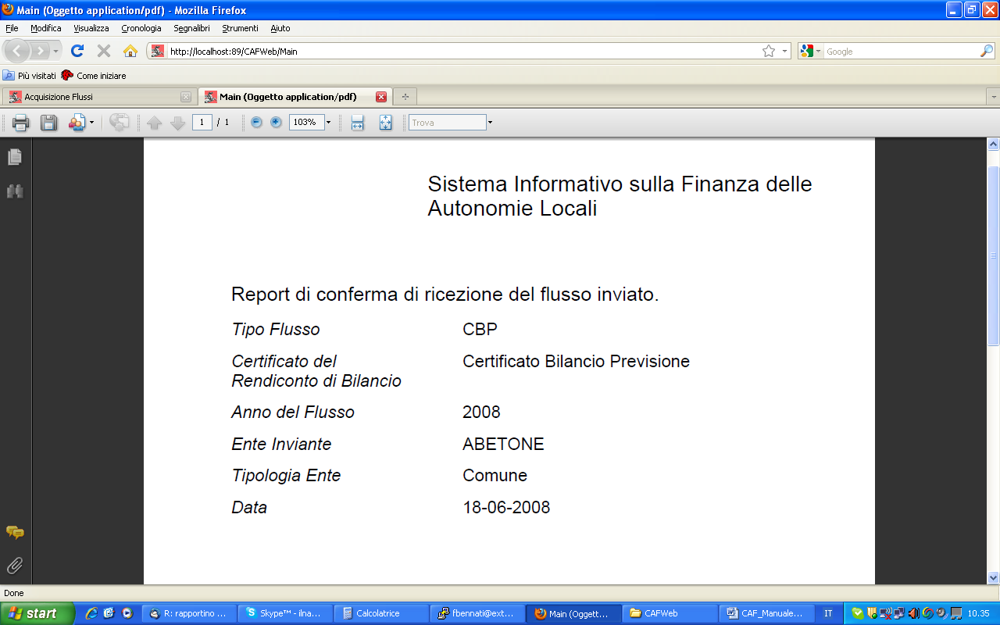 Main (Oggetto application/pdf) - Mozilla Firefox
File Modifica Visualizza Cronologia Segnalibri Strumenti Aiuto
http://localhost:89/CAFWeb/Main
Google
Più visitati Come iniziare
Acquisizione Flussi
Main (Oggetto application/pdf)
1 / 1
103%
Trova
Sistema Informativo sulla Finanza delle
Autonomie Locali
Report di conferma di ricezione del flusso inviato.
Tipo Flusso CBP
Certificato del Certificato Bilancio Previsione
Rendiconto di Bilancio
Anno del Flusso 2008
Ente Inviante ABETONE
Tipologia Ente Comune
Data 18-06-2008
Done
start
R: rapportino ...
Skype™ - ilna...
Calcolatrice
fbennati@ext...
Main (Oggett...
CAFWeb
CAF_Manuale...
IT
10.35